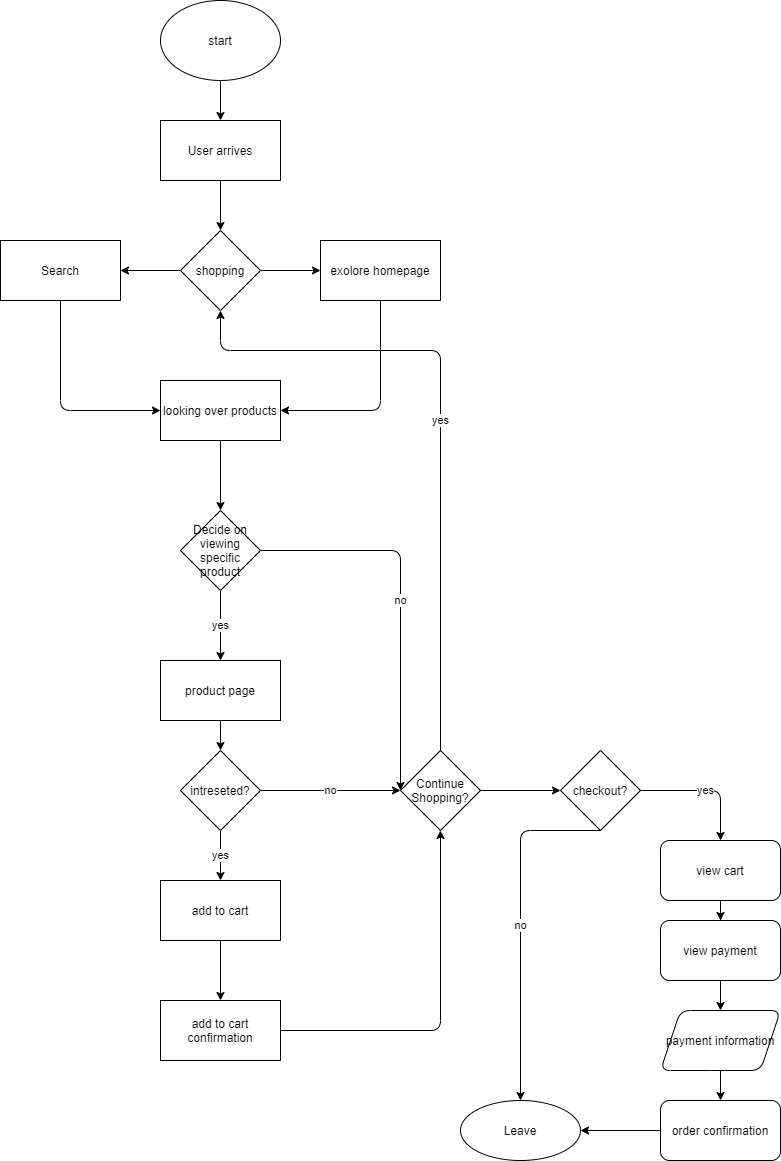 start
User arrives
Search
shopping
exolore homepage
looking over products
yes
Decide on
viewing
specific
product
no
yes
product page
intreseted?
no
Continue
Shopping?
checkout?
yes
yes
view cart
add to cart
no
view payment
add to cart
confirmation
payment information
Leave
order confirmation